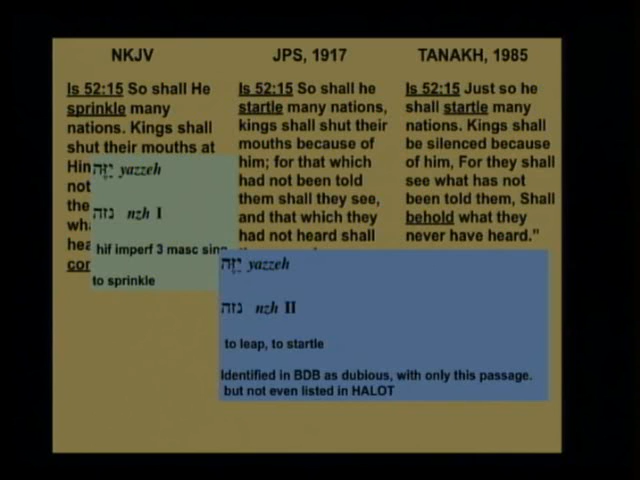 NKJV
Is 52:15 So shall He
sprinkle many
nations. Kings shall
shut their mouths at
Him
not
the
hea
JPS, 1917
Is 52:15 So shall he
startle many nations,
kings shall shut their
mouths because of
him; for that which
had not been told
them shall they see,
and that which they
had not heard shall
TANAKH, 1985
Is 52:15 Just so he
shall startle many
nations. Kings shall
be silenced because
of him, For they shall
see what has not
been told them, Shall
behold what they
never have heard."
יַזֶּה yazzeh
נזה nzh I
hif imperf 3 masc sing
to sprinkle
יַזֶּה yazzeh
נזה nzh II
to leap, to startle
Identified in BDB as dubious, with only this passage.
but not even listed in HALOT